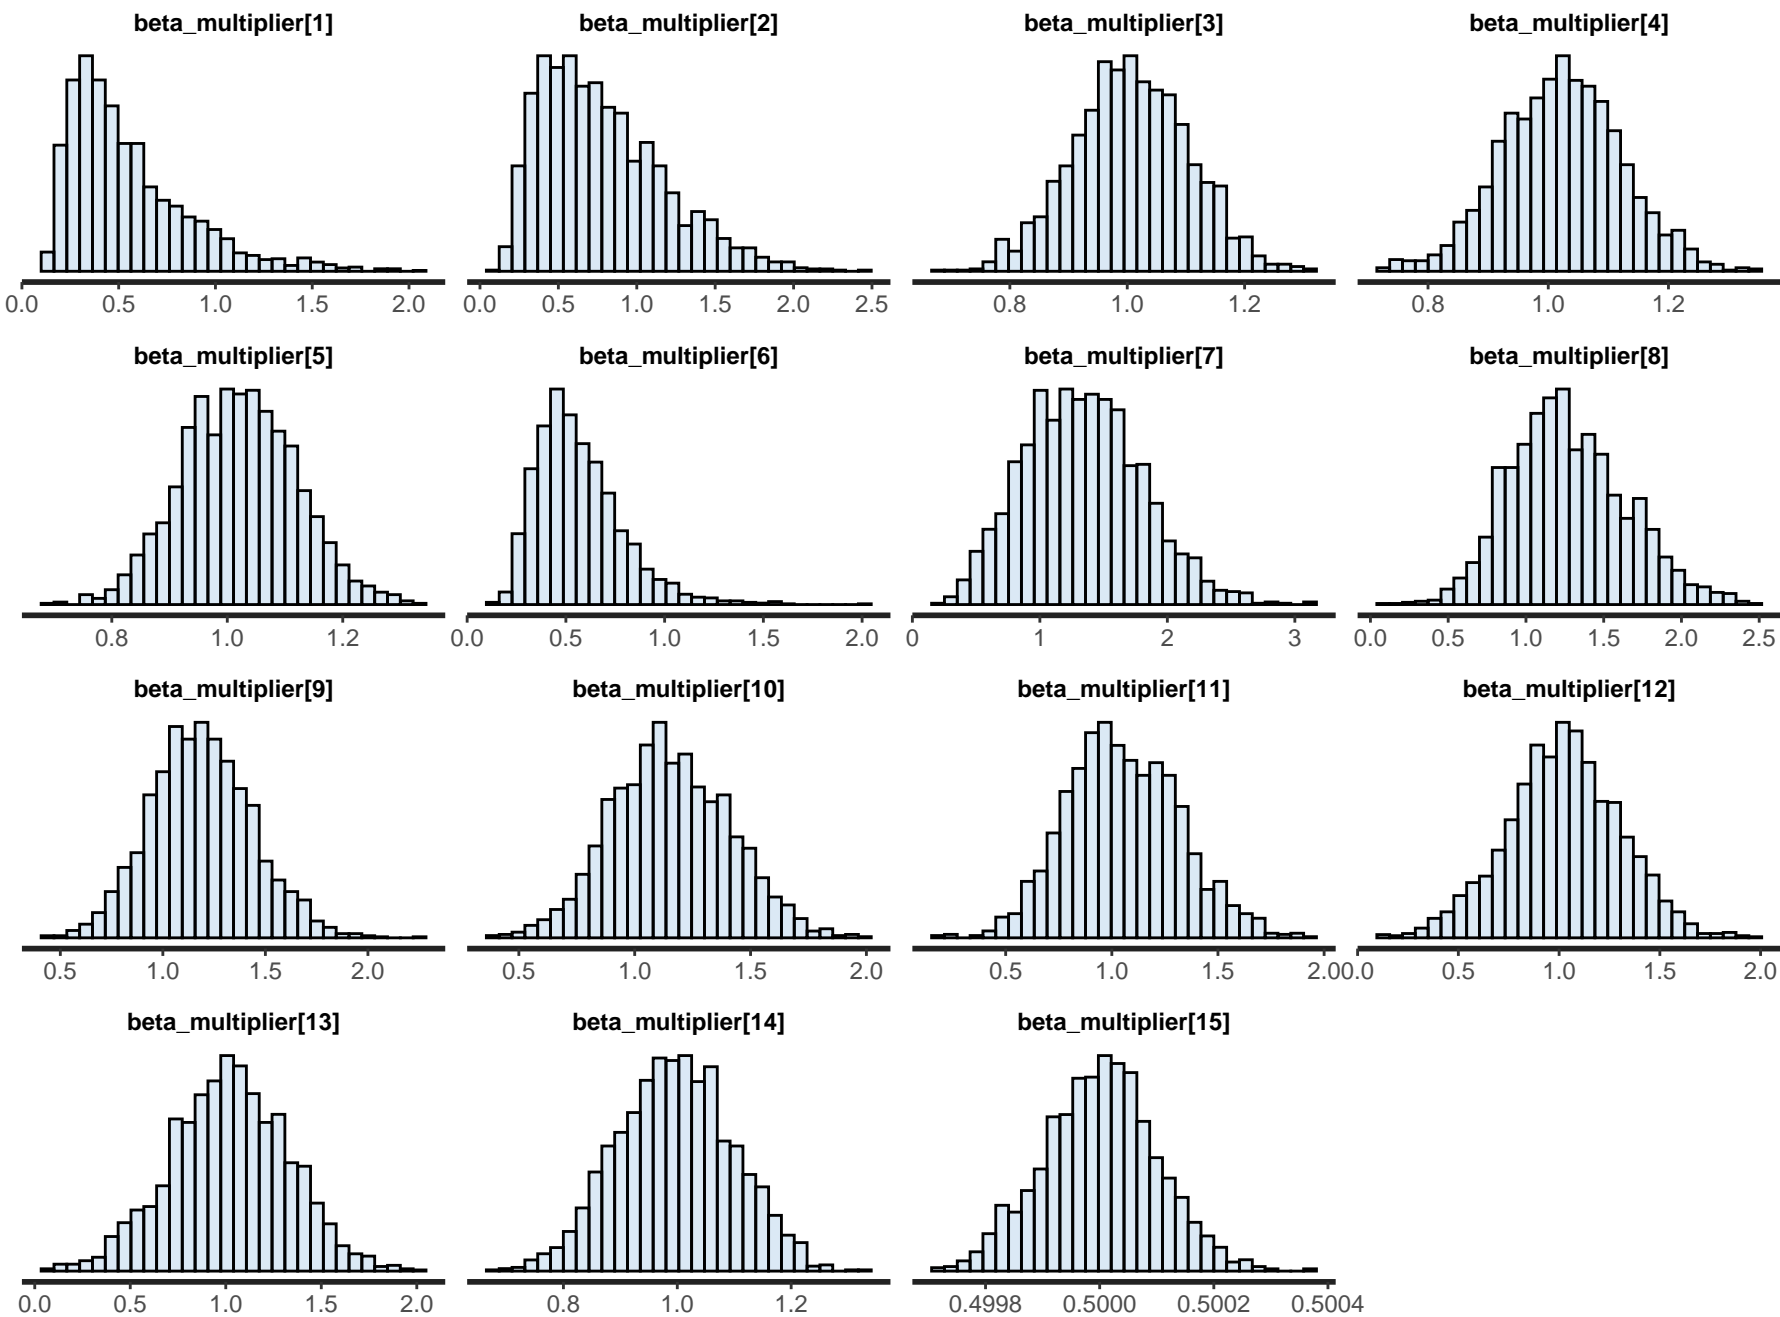 beta_multiplier[1] beta_multiplier[2] beta_multiplier[3] beta_multiplier[4]
0.0 0.5 1.0 1.5 2.0 0.0 0.5 1.0 1.5 2.0 2.5 0.8 1.0 1.2 0.8 1.0 1.2
beta_multiplier[5] beta_multiplier[6] beta_multiplier[7] beta_multiplier[8]
0.8 1.0 1.2 0.0 0.5 1.0 1.5 2.0 0 1 2 3 0.0 0.5 1.0 1.5 2.0 2.5
beta_multiplier[9] beta_multiplier[10] beta_multiplier[11] beta_multiplier[12]
0.5 1.0 1.5 2.0 0.5 1.0 1.5 2.0 0.5 1.0 1.5 2.0 0.0 0.5 1.0 1.5 2.0
beta_multiplier[13] beta_multiplier[14] beta_multiplier[15]
0.0 0.5 1.0 1.5 2.0 0.8 1.0 1.2 0.4998 0.5000 0.5002 0.5004